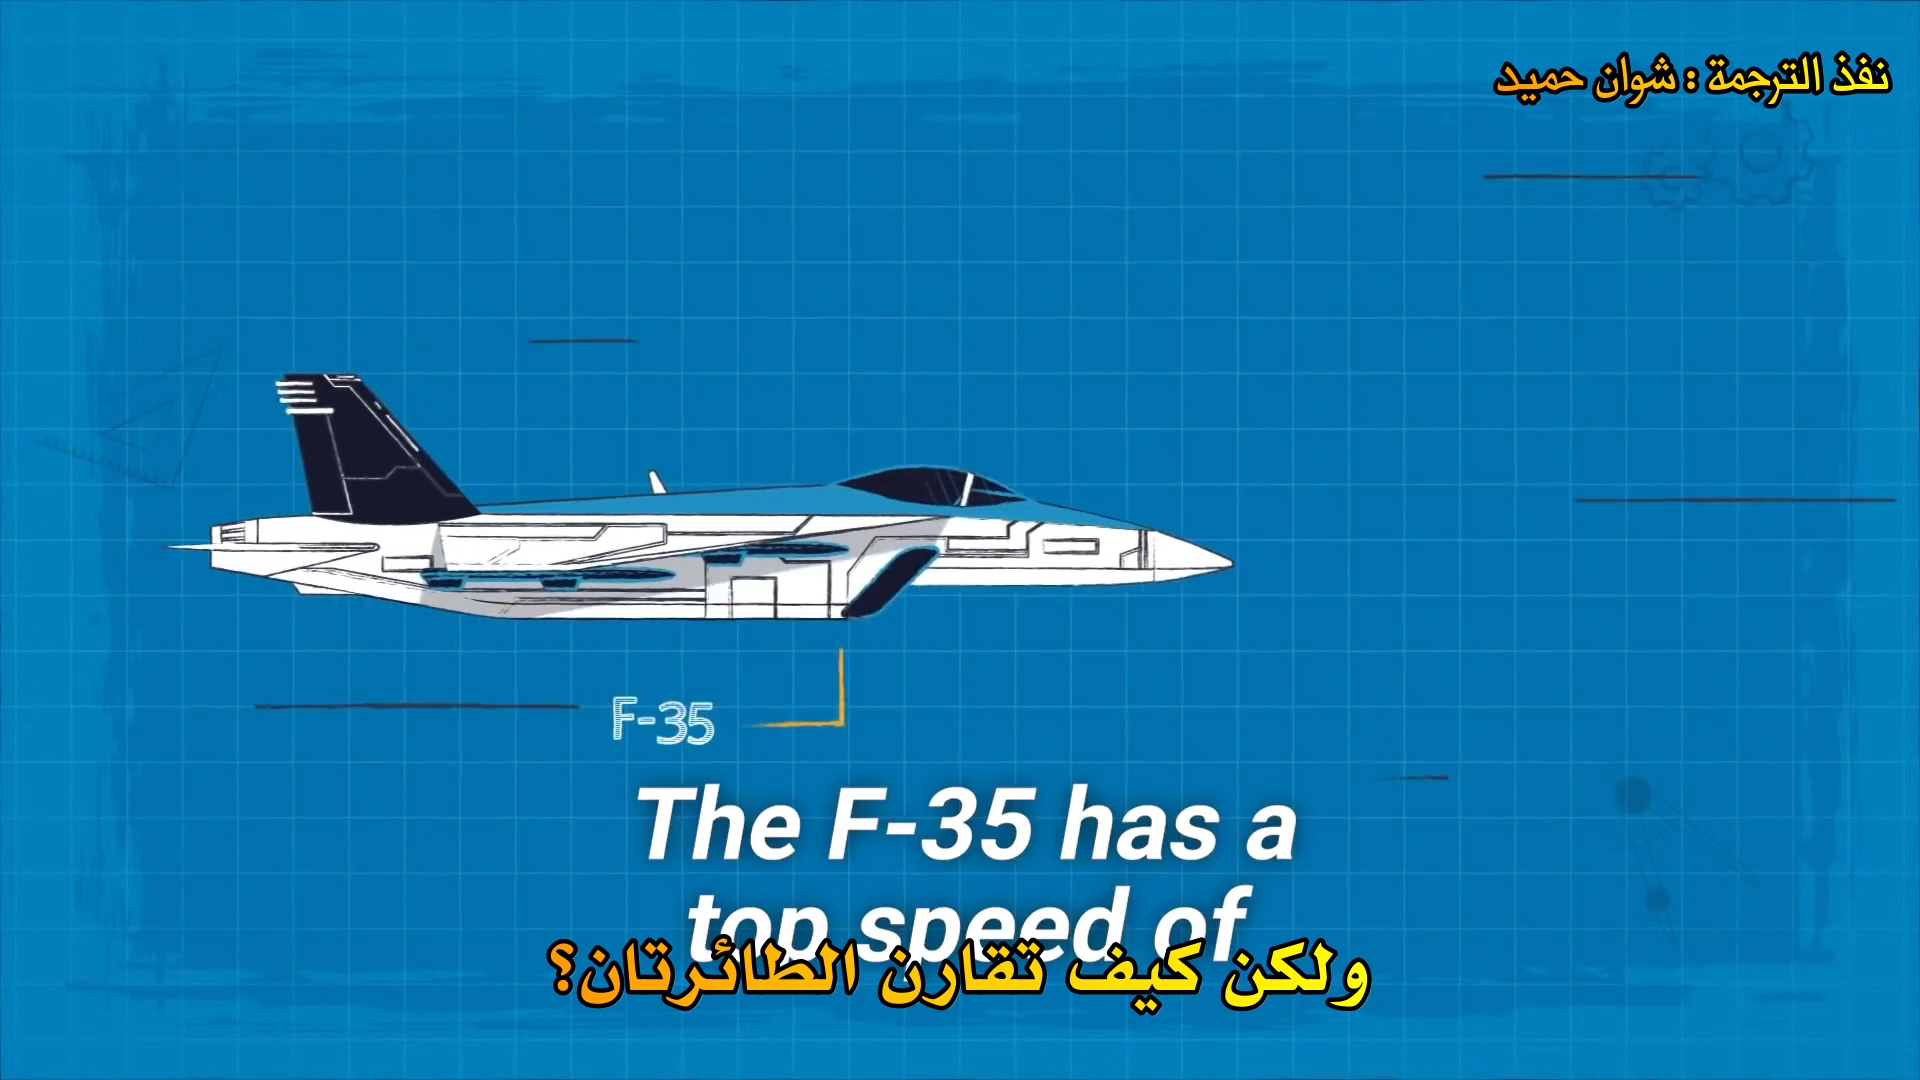 نفذ الترجمة : شوان حميد
F-35
The F-35 has a
top speed of
ولكن كيف تقارن الطائرتان؟